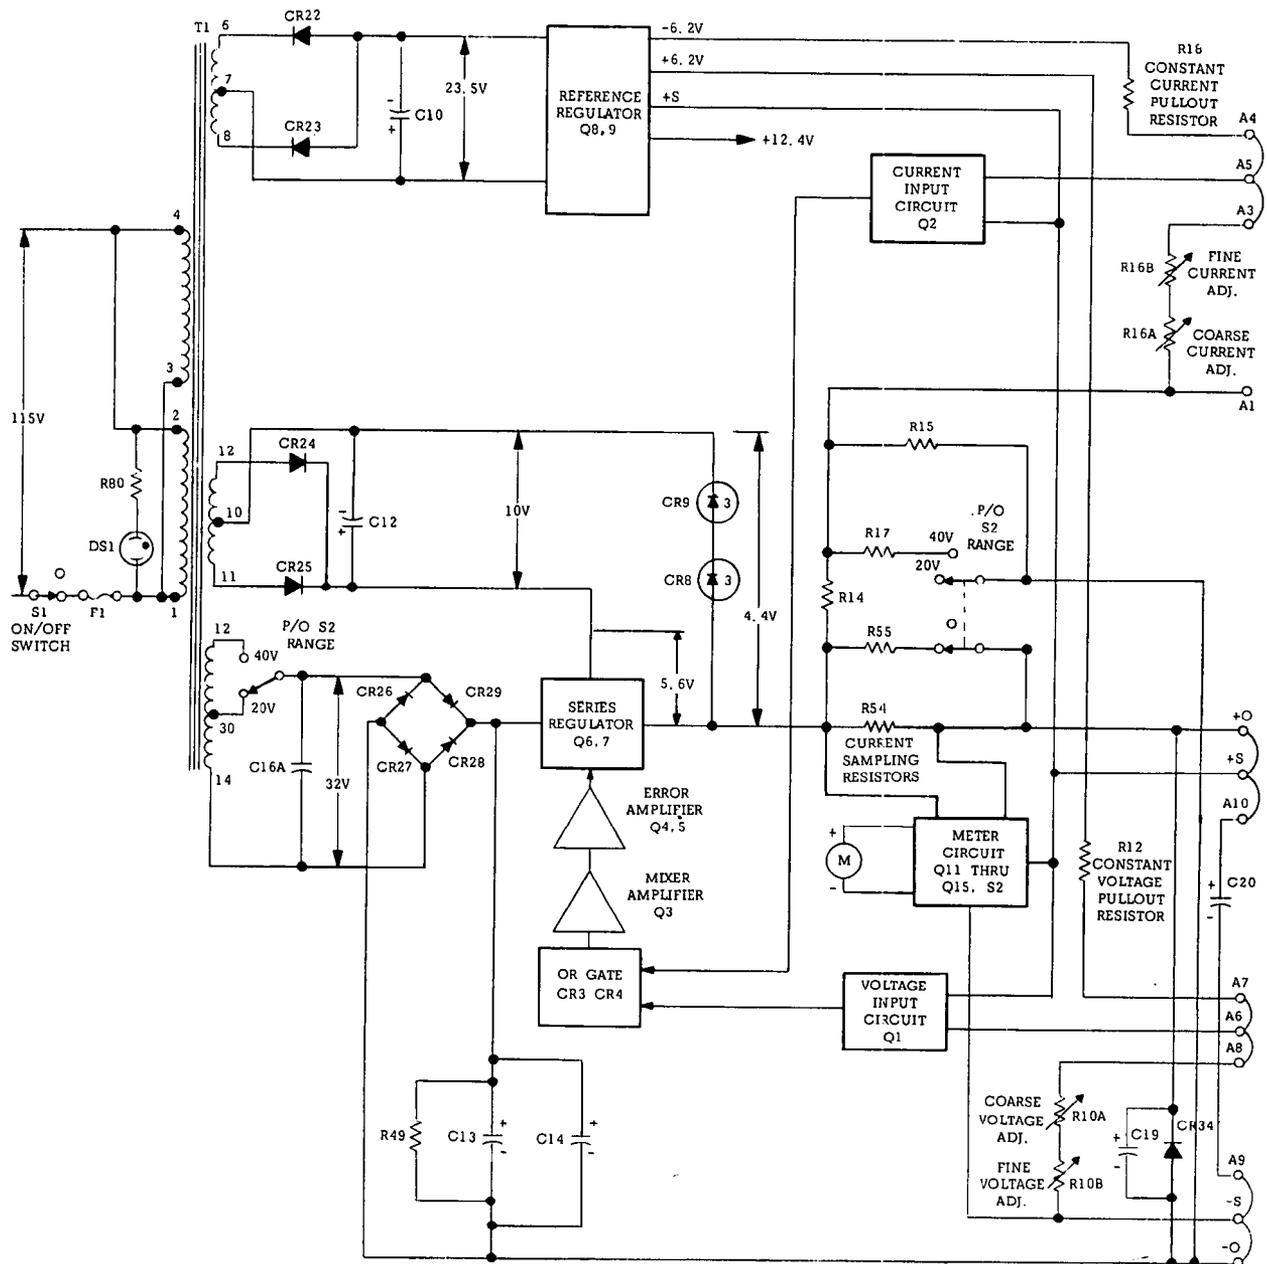 T1
6
CR22
-6.2V
R18
CONSTANT
CURRENT
PULLOUT
RESISTOR
+6.2V
7
23.5V
REFERENCE
REGULATOR
Q8,9
+S
-
C10
+
8
CR23
+12.4V
A4
A5
CURRENT
INPUT
CIRCUIT
Q2
A3
4
R16B
FINE
CURRENT
ADJ.
R16A
COARSE
CURRENT
ADJ.
3
A1
115V
2
R15
12
CR24
R80
CR9
3
.P/O
S2
RANGE
10
-
C12
+
10V
R17
40V
DS1
20V
11
CR25
CR8
3
R14
4.4V
S1
F1
1
ON/OFF
SWITCH
12
P/O S2
RANGE
R55
40V
5.6V
20V
30
CR26
CR29
SERIES
REGULATOR
Q6,7
R54
CURRENT
SAMPLING
RESISTORS
+O
CR27
CR28
C16A
14
32V
+S
ERROR
AMPLIFIER
Q4,5
A10
+
M
-
METER
CIRCUIT
Q11 THRU
Q15, S2
R12
CONSTANT
VOLTAGE
PULLOUT
RESISTOR
MIXER
AMPLIFIER
Q3
+
C20
-
OR GATE
CR3 CR4
VOLTAGE
INPUT
CIRCUIT
Q1
A7
A6
A8
COARSE
VOLTAGE
ADJ.
R10A
R49
C13
+
-
C14
+
-
+
C19
-
CR34
FINE
VOLTAGE
ADJ.
R10B
A9
-S
-O